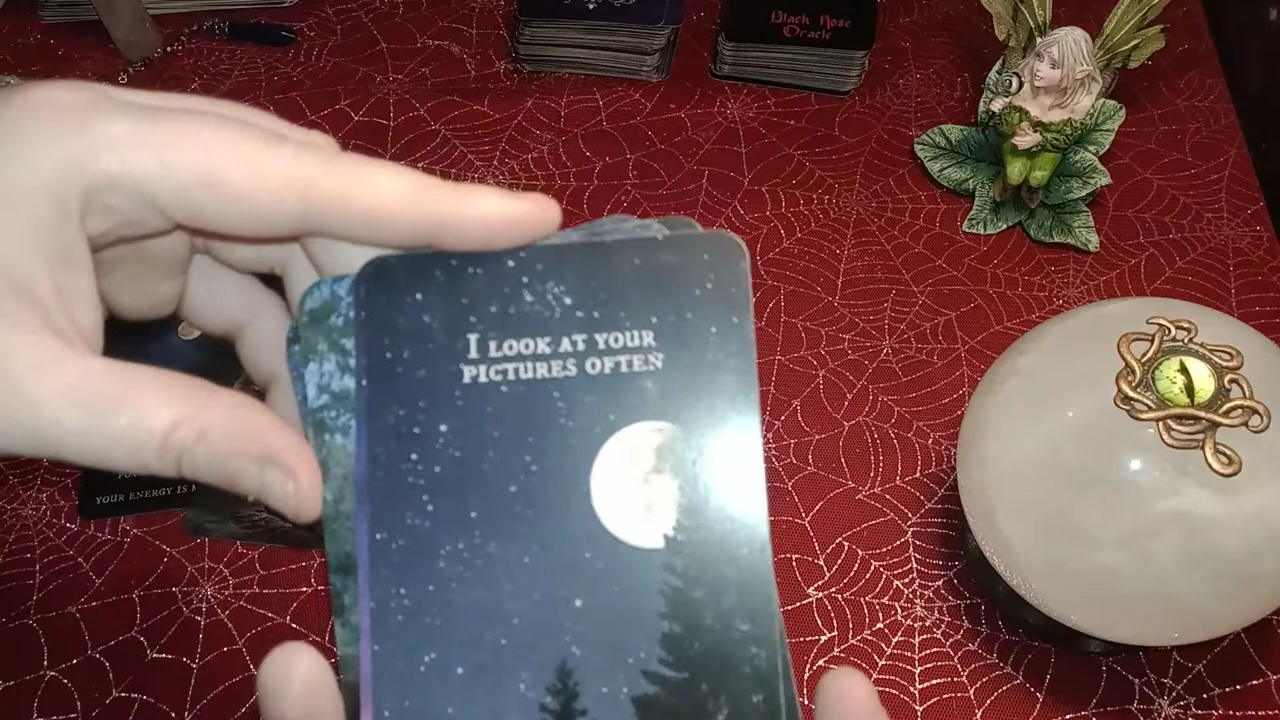 Black Rose
Oracle
I LOOK AT YOUR
PICTURES OFTEN
YOUR ENERGY IS